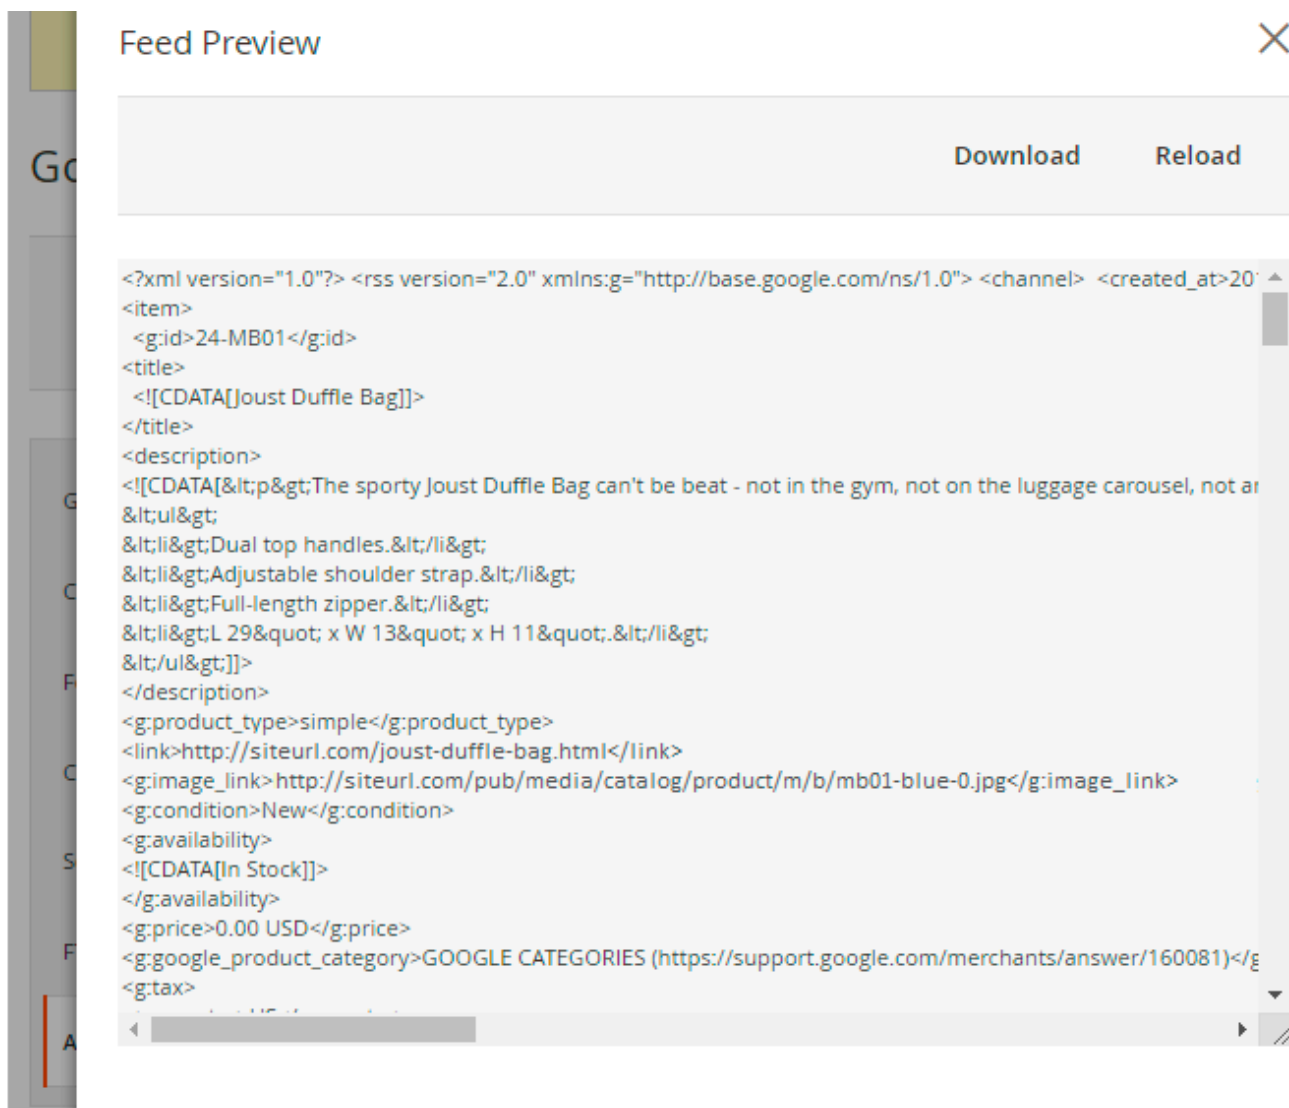 Feed Preview
Download Reload
Go
<?xml version="1.0"?> <rss version="2.0" xmlns:g="http://base.google.com/ns/1.0"> <channel>  <created_at>201
<item>
<g:id>24-MB01</g:id>
<title>
<![CDATA[Joust Duffle Bag]]>
</title>
<description>
<![CDATA[&lt;p&gt;The sporty Joust Duffle Bag can't be beat - not in the gym, not on the luggage carousel, not an
&lt;ul&gt;
&lt;li&gt;Dual top handles.&lt;/li&gt;
&lt;li&gt;Adjustable shoulder strap.&lt;/li&gt;
&lt;li&gt;Full-length zipper.&lt;/li&gt;
&lt;li&gt;L 29&quot; x W 13&quot; x H 11&quot;.&lt;/li&gt;
&lt;/ul&gt;]]>
</description>
<g:product_type>simple</g:product_type>
<link>http://siteurl.com/joust-duffle-bag.html</link>
<g:image_link>http://siteurl.com/pub/media/catalog/product/m/b/mb01-blue-0.jpg</g:image_link>
<g:condition>New</g:condition>
<g:availability>
<![CDATA[In Stock]]>
</g:availability>
<g:price>0.00 USD</g:price>
<g:google_product_category>GOOGLE CATEGORIES (https://support.google.com/merchants/answer/160081)</g
<g:tax>